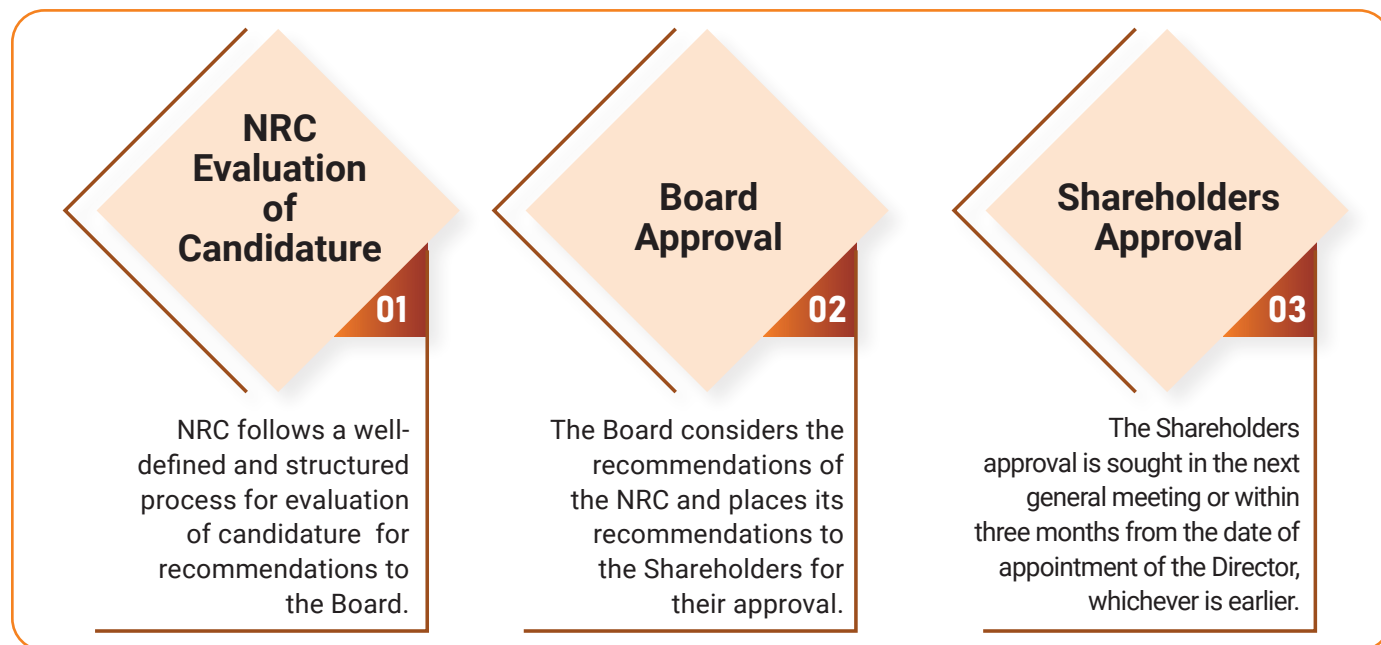 NRC
Evaluation
of
Candidature
01
NRC follows a well-
defined and structured
process for evaluation
of candidature for
recommendations to
the Board.
Board
Approval
02
The Board considers the
recommendations of
the NRC and places its
recommendations to
the Shareholders for
their approval.
Shareholders
Approval
03
The Shareholders
approval is sought in the next
general meeting or within
three months from the date of
appointment of the Director,
whichever is earlier.